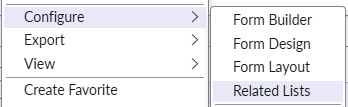 Configure
Export
View
Create Favorite
Form Builder
Form Design
Form Layout
Related Lists